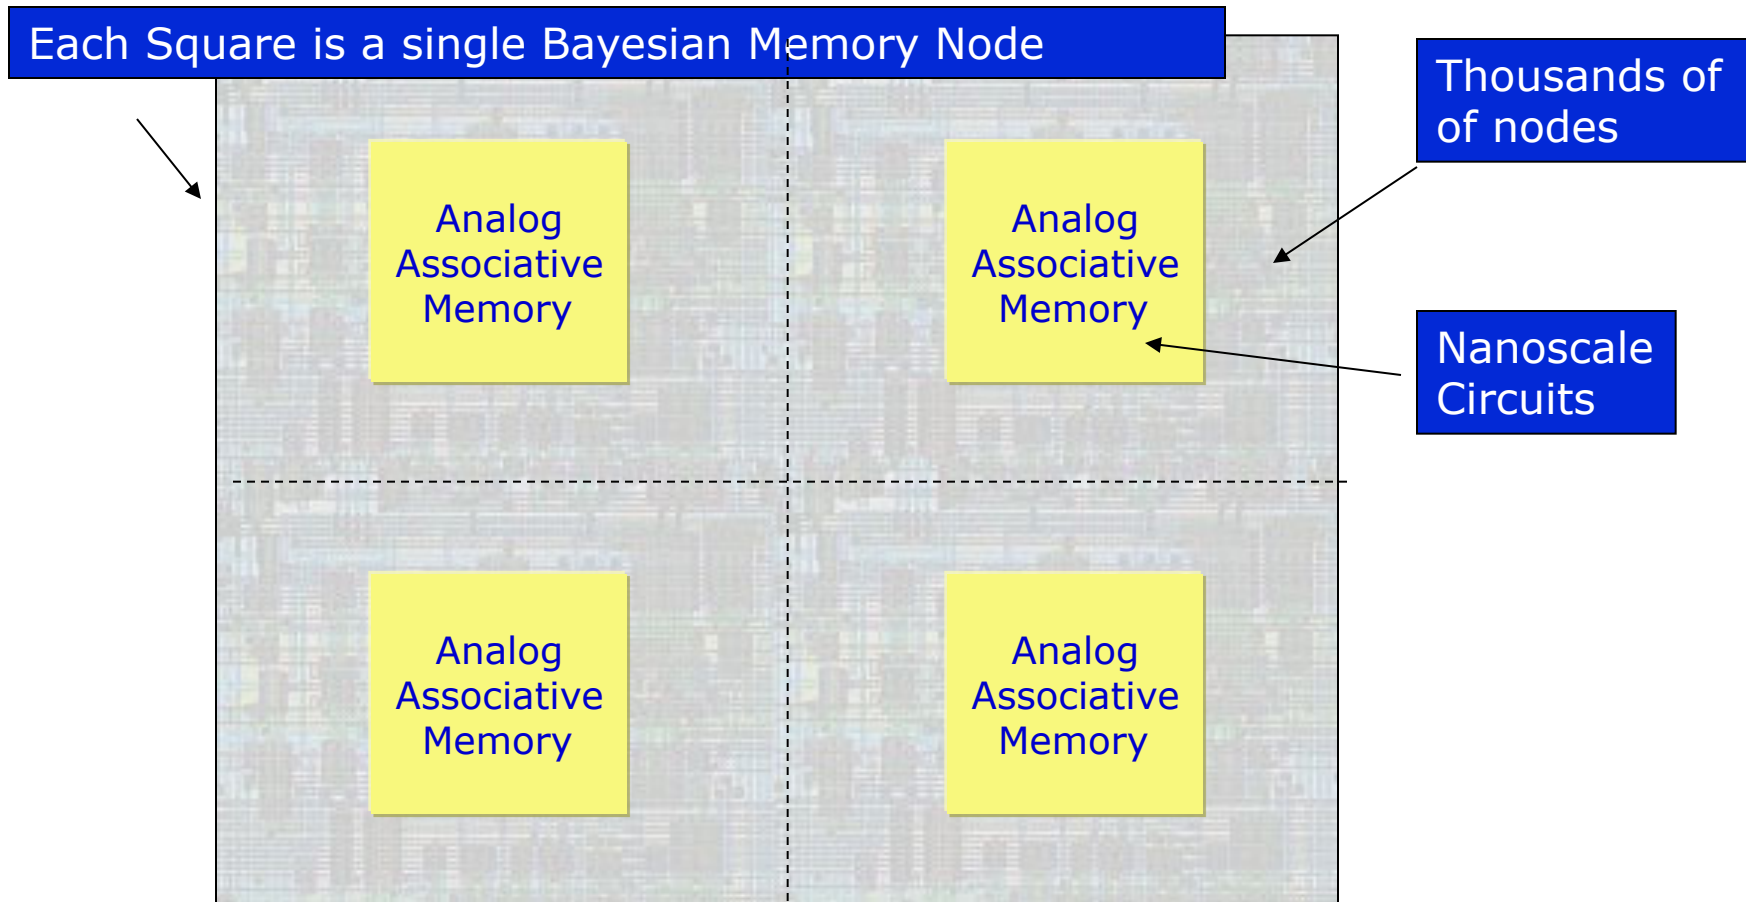 Each Square is a single Bayesian Memory Node
Thousands of
of nodes
Analog
Associative
Memory
Analog
Associative
Memory
Nanoscale
Circuits
Analog
Associative
Memory
Analog
Associative
Memory